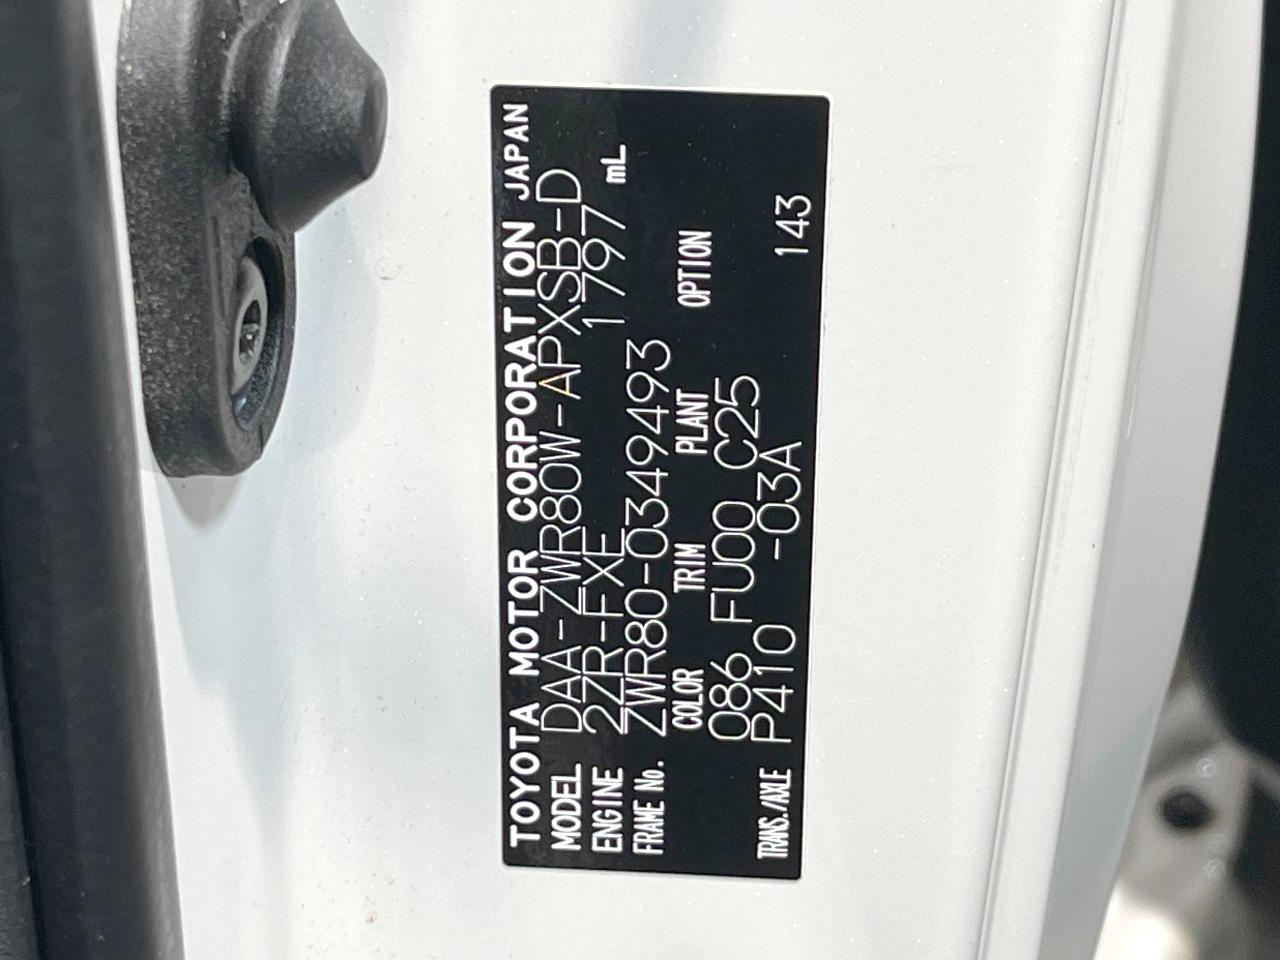 TOYOTA MOTOR CORPORATION JAPAN
MODEL DAA-ZWR80W-APXSB-D
ENGINE 2ZR-FXE 1797 mL
FRAME No. ZWR80-0349493
COLOR TRIM PLANT OPTION
086 FU00 C25
TRANS./AXLE P410 -03A 143